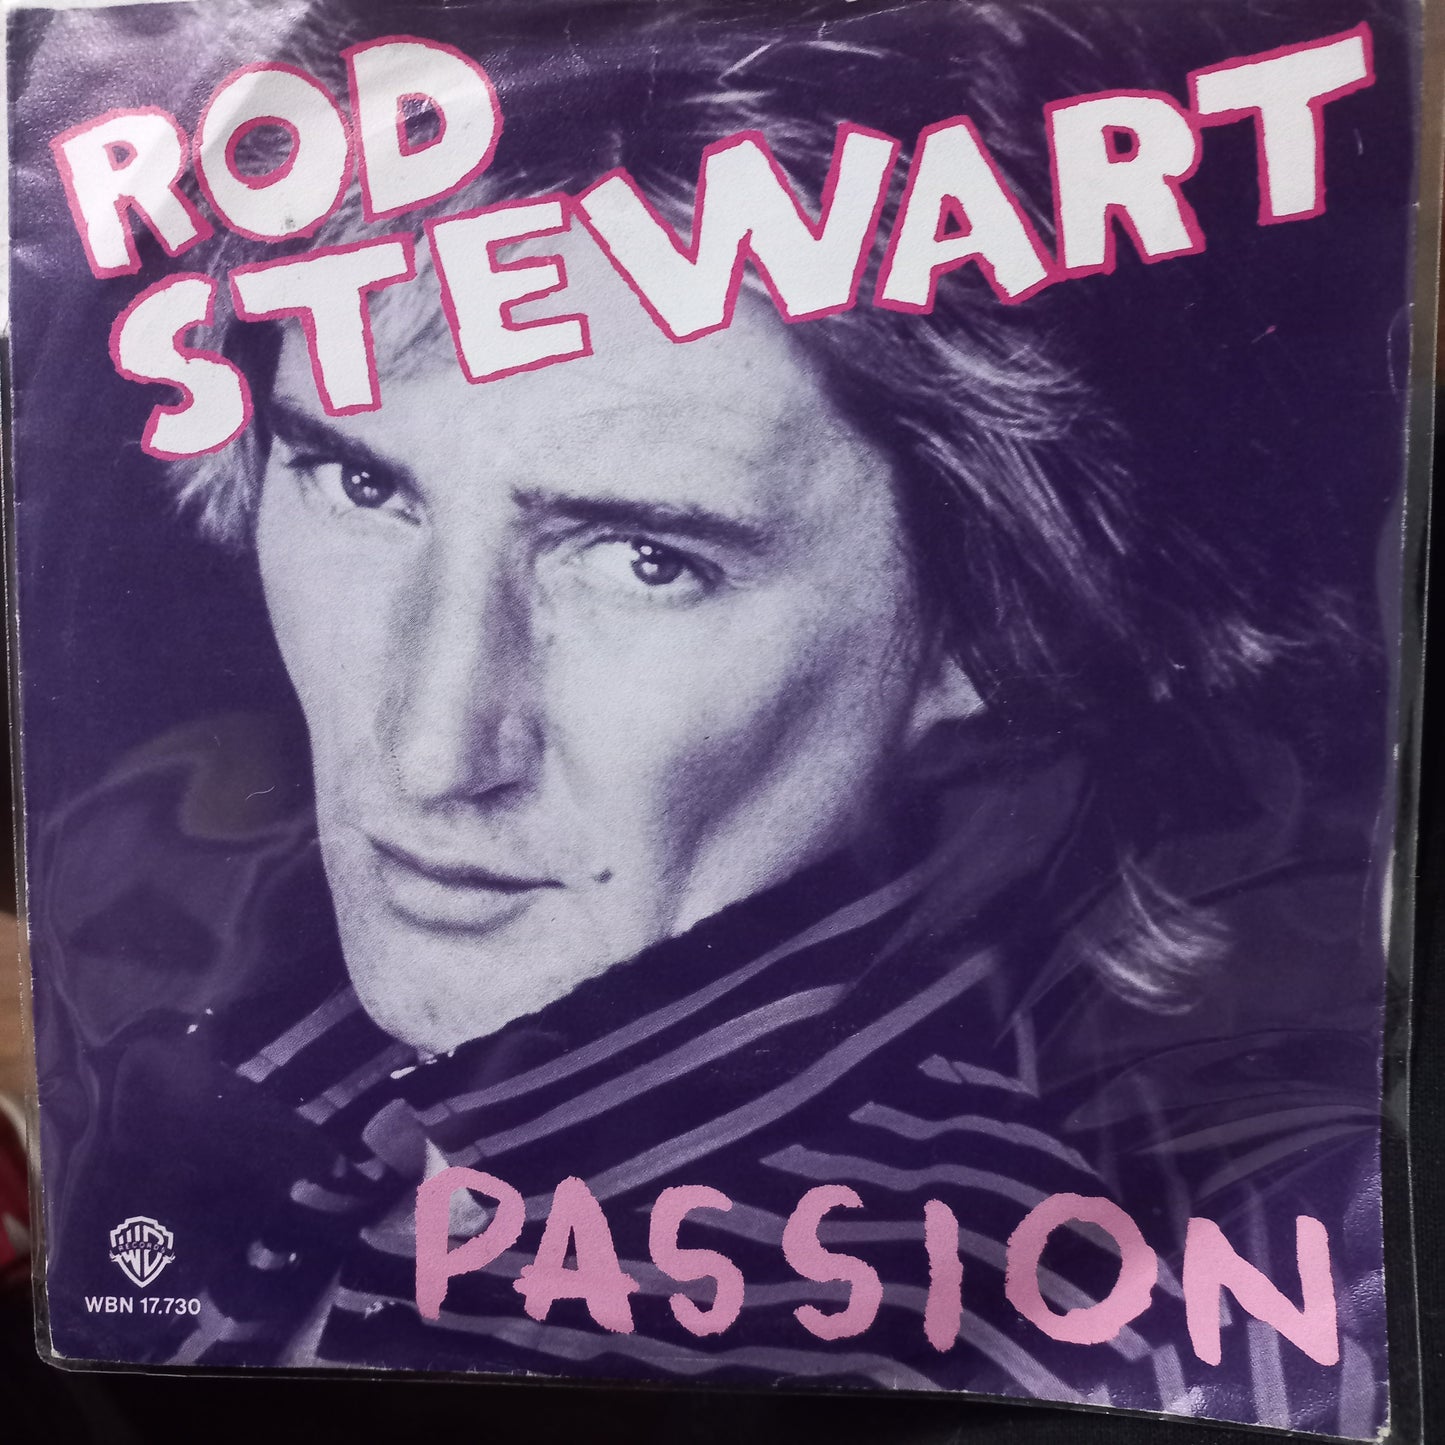 ROD
STEWART
PASSION
WB
RECORDS
WBN 17.730